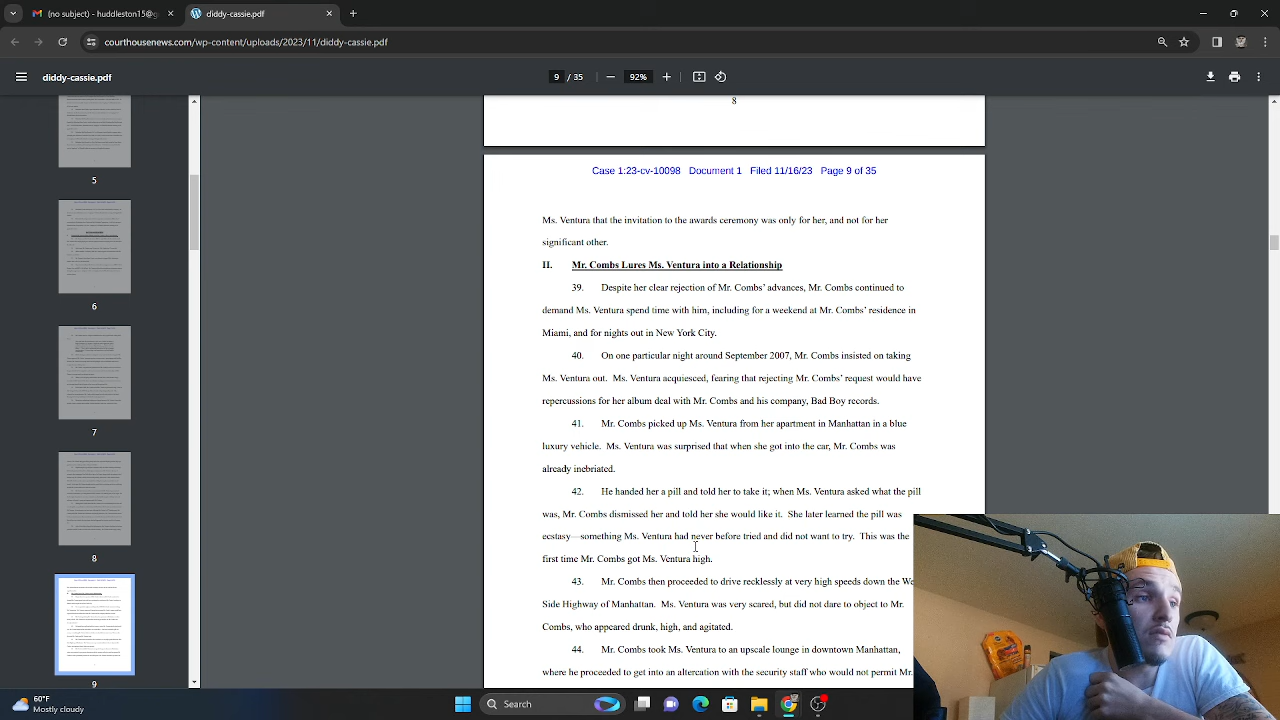 (no subject) - huddleston15@g
diddy-cassie.pdf
courthousenews.com/wp-content/uploads/2023/11/diddy-cassie.pdf
diddy-cassie.pdf
9 / 35
92%
5
6
7
8
9
8
Case 1:23-cv-10098 Document 1 Filed 11/16/23 Page 9 of 35
Ms. Ventura that the invitation to the awards ceremony was only for her, and not for her
significant other.
II. Mr. Combs Lures Ms. Ventura into a Relationship
39. Despite her clear rejection of Mr. Combs' advances, Mr. Combs continued to
demand Ms. Ventura spend time with him, including for a weekend at Mr. Combs' residence in
Miami, and for nights out in New York City.
40. On one particular night around September 2007, Mr. Combs insisted on taking
Ms. Ventura out. Ms. Ventura acquiesced, fearing that rejecting Mr. Combs' request would have
repercussions for her album deal with Mr. Combs and his company, Bad Boy records.
41. Mr. Combs picked up Ms. Ventura from her apartment in Manhattan in a blue
luxury vehicle. Ms. Ventura was surprised that when she got into the car, Mr. Combs was
already inebriated.
42. He handed her a pill and told her to take it; when Ms. Ventura asked what the pill
was, Mr. Combs dismissed her and told her she would like it. She later learned the pill was
ecstasy—something Ms. Ventura had never before tried and did not want to try. This was the
first time Mr. Combs got Ms. Ventura high.
43. Mr. Combs proceeded to drive at extremely high speeds down the We
Side Highway of Manhattan. Ms. Ventura was very scared but did not dare to object to Mr.
Combs, who appeared drunk, high, and agitated.
44. Mr. Combs took Ms. Ventura to a nightclub in downtown Manhattan,
where he proceeded to get into an altercation with the security staff who would not permit Mr.
60°F
Mostly cloudy
Search